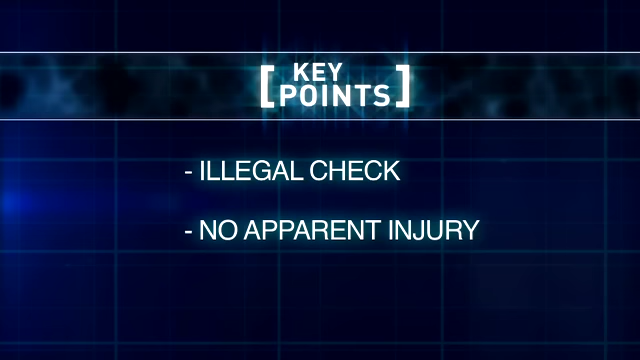 [KEY
POINTS]
- ILLEGAL CHECK
- NO APPARENT INJURY